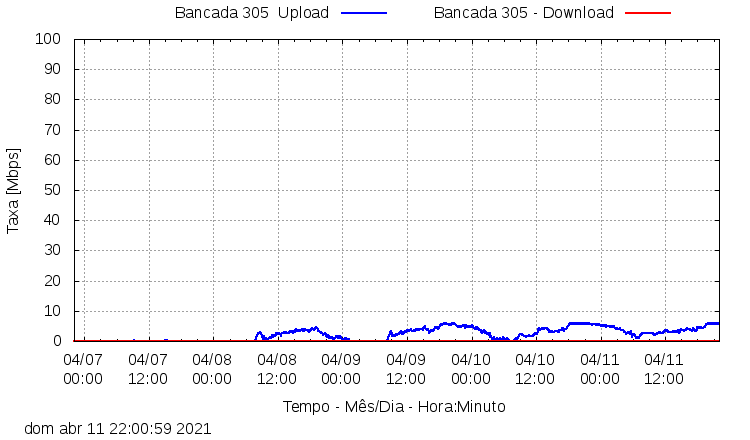 Bancada 305  Upload
Bancada 305 - Download
Taxa [Mbps]
100
90
80
70
60
50
40
30
20
10
0
04/07 04/07 04/08 04/08 04/09 04/09 04/10 04/10 04/11 04/11
00:00 12:00 00:00 12:00 00:00 12:00 00:00 12:00 00:00 12:00
Tempo - Mês/Dia - Hora:Minuto
dom abr 11 22:00:59 2021